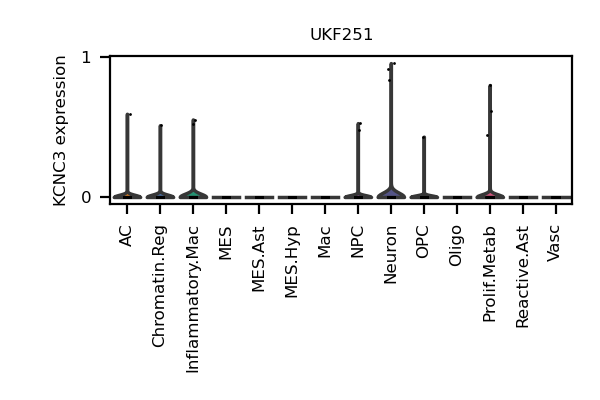 UKF251
KCNC3 expression
1
0
AC
Chromatin.Reg
Inflammatory.Mac
MES
MES.Ast
MES.Hyp
Mac
NPC
Neuron
OPC
Oligo
Prolif.Metab
Reactive.Ast
Vasc